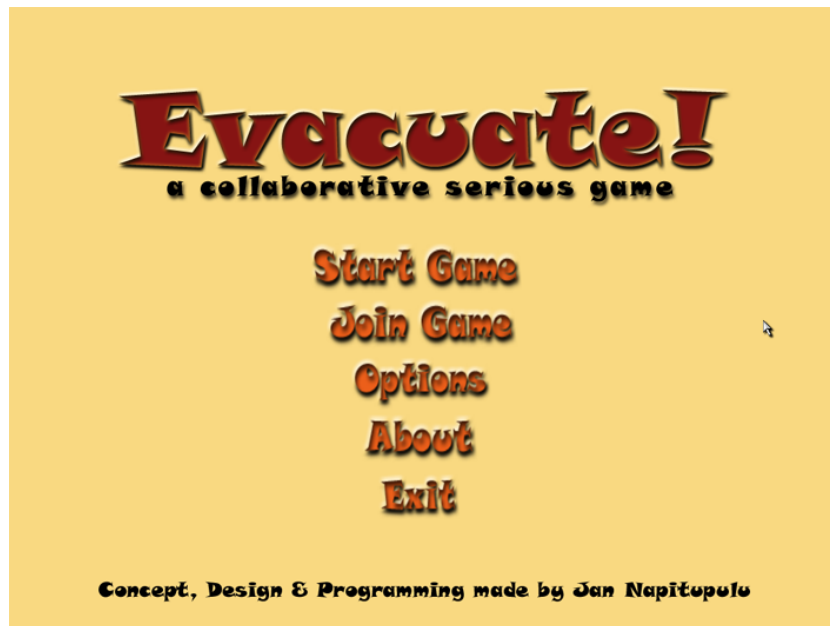 Evacuate!
a collaborative serious game
Start Game
Join Game
Options
About
Exit
Concept, Design & Programming made by Jan Napitupulu